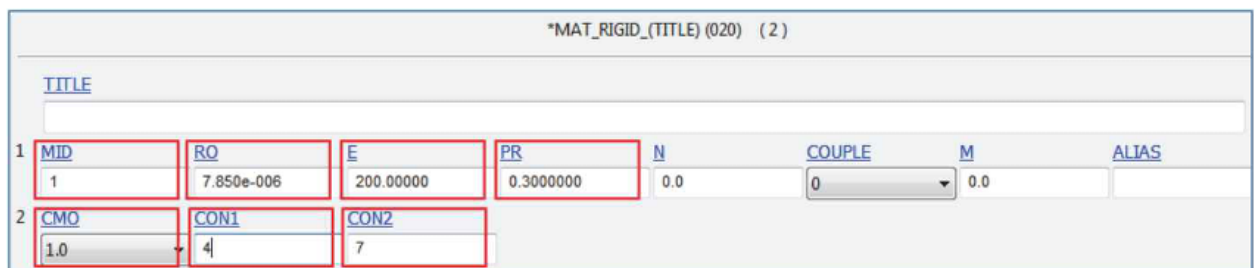 *MAT_RIGID_(TITLE) (020) (2)
TITLE
1 MID RO E PR N COUPLE M ALIAS
1 7.850e-006 200.00000 0.3000000 0.0 0 0.0
2 CMO CON1 CON2
1.0 4 7